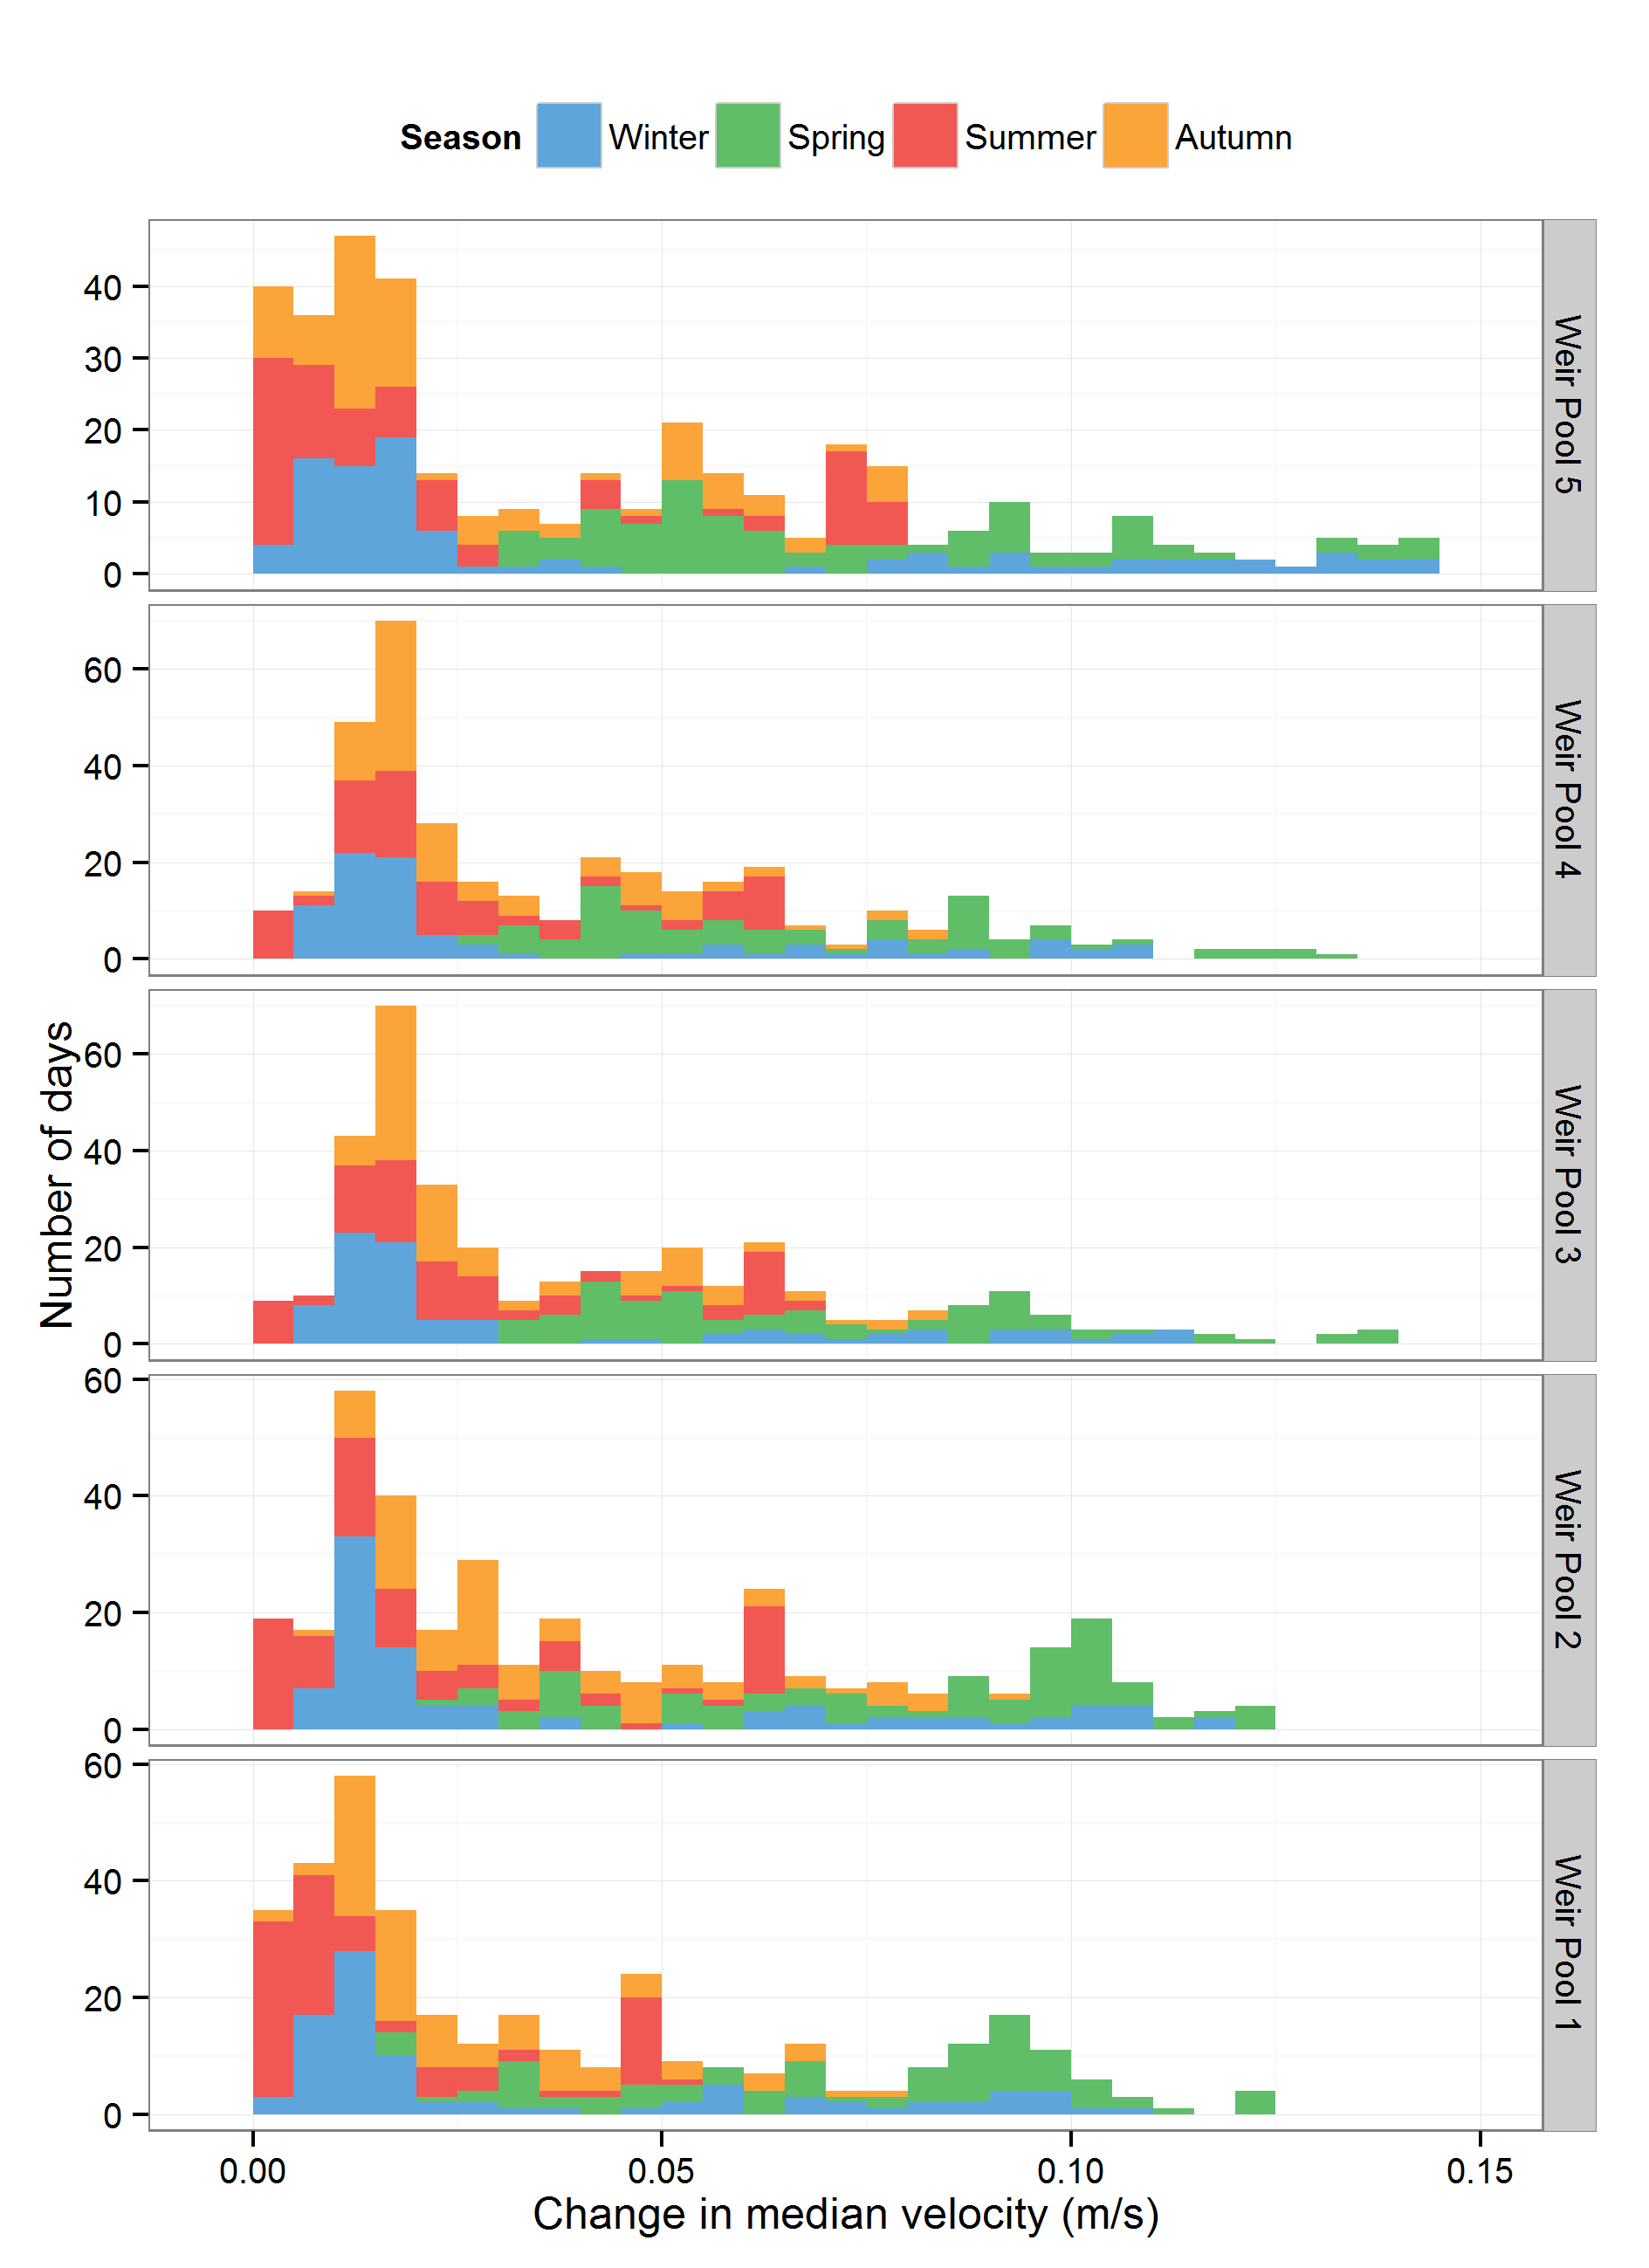 Season Winter Spring Summer Autumn
40
30
20
10
0
Weir Pool 5
60
40
20
0
Weir Pool 4
60
40
20
0
Weir Pool 3
60
40
20
0
Weir Pool 2
60
40
20
0
Weir Pool 1
Number of days
0.00 0.05 0.10 0.15
Change in median velocity (m/s)